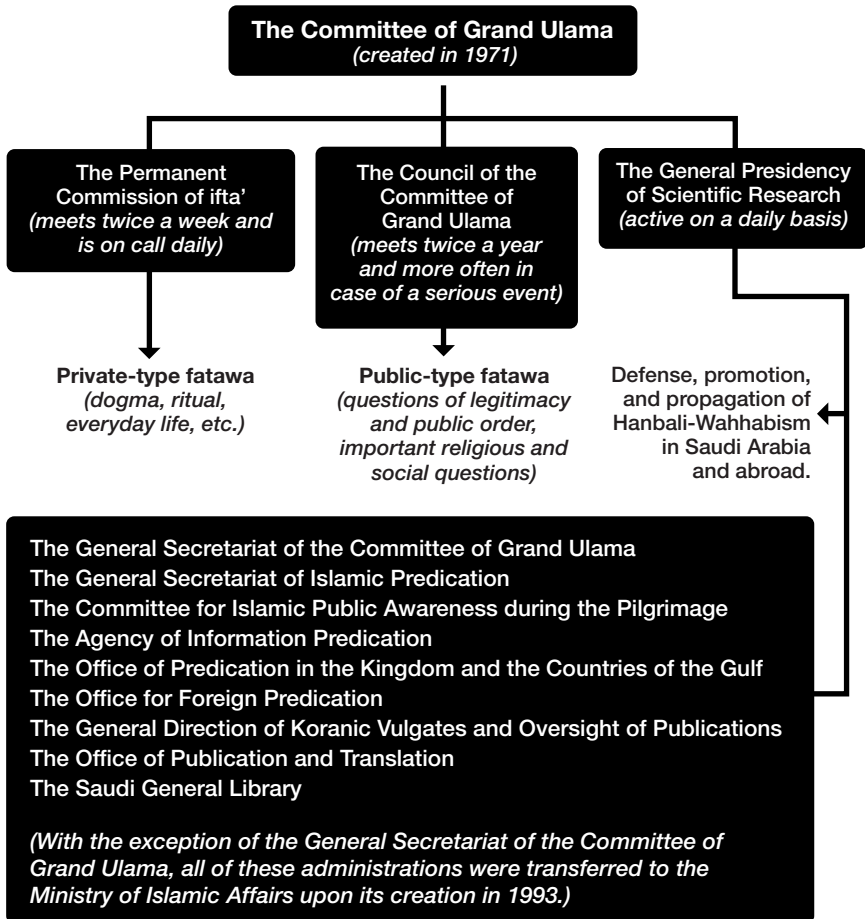 The Committee of Grand Ulama
(created in 1971)
The Permanent
Commission of ifta'
(meets twice a week and
is on call daily)
The Council of the
Committee of
Grand Ulama
(meets twice a year
and more often in
case of a serious event)
The General Presidency
of Scientific Research
(active on a daily basis)
Private-type fatawa
(dogma, ritual,
everyday life, etc.)
Public-type fatawa
(questions of legitimacy
and public order,
important religious and
social questions)
Defense, promotion,
and propagation of
Hanbali-Wahhabism
in Saudi Arabia
and abroad.
The General Secretariat of the Committee of Grand Ulama
The General Secretariat of Islamic Predication
The Committee for Islamic Public Awareness during the Pilgrimage
The Agency of Information Predication
The Office of Predication in the Kingdom and the Countries of the Gulf
The Office for Foreign Predication
The General Direction of Koranic Vulgates and Oversight of Publications
The Office of Publication and Translation
The Saudi General Library
(With the exception of the General Secretariat of the Committee of
Grand Ulama, all of these administrations were transferred to the
Ministry of Islamic Affairs upon its creation in 1993.)